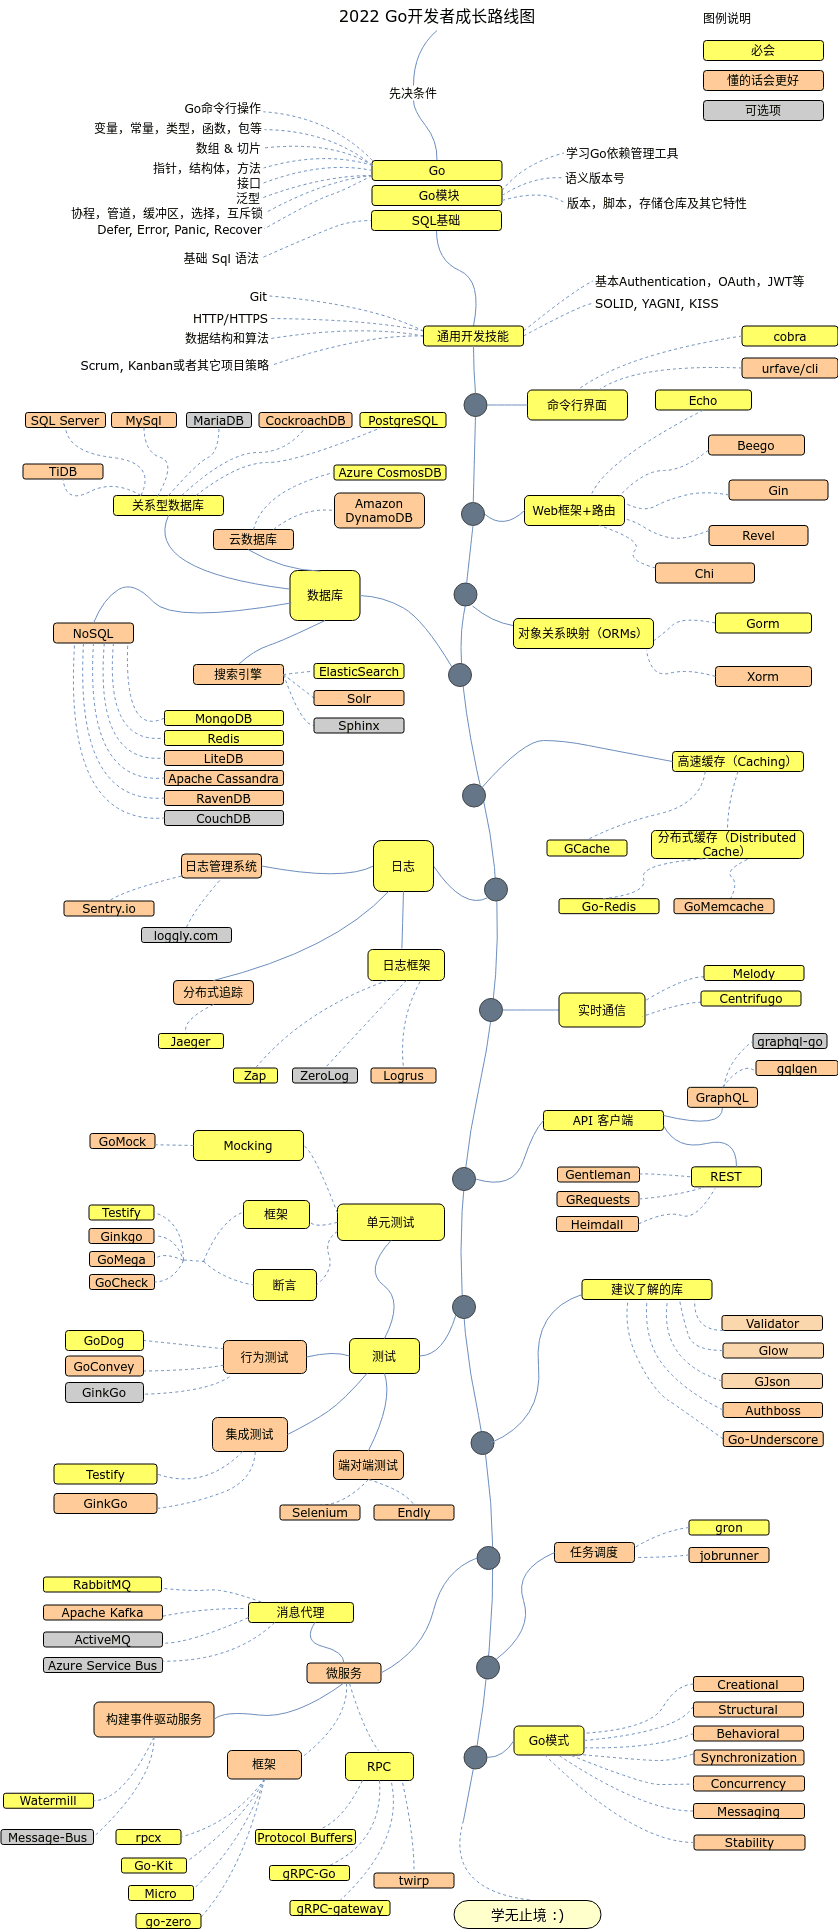 2022 Go开发者成长路线图
图例说明
必会
懂的话会更好
可选项
先决条件
Go命令行操作
变量，常量，类型，函数，包等
数组 & 切片
指针，结构体，方法
接口
泛型
协程，管道，缓冲区，选择，互斥锁
Defer, Error, Panic, Recover
基础 Sql 语法
Go
Go模块
SQL基础
学习Go依赖管理工具
语义版本号
版本，脚本，存储仓库及其它特性
Git
HTTP/HTTPS
数据结构和算法
Scrum, Kanban或者其它项目策略
通用开发技能
基本Authentication，OAuth，JWT等
SOLID, YAGNI, KISS
命令行界面
cobra
urfave/cli
Web框架+路由
Echo
Beego
Gin
Revel
Chi
对象关系映射（ORMs）
Gorm
Xorm
SQL Server
MySql
MariaDB
CockroachDB
PostgreSQL
TiDB
关系型数据库
Azure CosmosDB
Amazon
DynamoDB
云数据库
数据库
NoSQL
搜索引擎
ElasticSearch
Solr
Sphinx
MongoDB
Redis
LiteDB
Apache Cassandra
RavenDB
CouchDB
高速缓存（Caching）
GCache
分布式缓存（Distributed
Cache）
Go-Redis
GoMemcache
日志
日志管理系统
Sentry.io
loggly.com
分布式追踪
Jaeger
日志框架
Zap
ZeroLog
Logrus
实时通信
Melody
Centrifugo
API 客户端
GraphQL
graphql-go
gqlgen
REST
Gentleman
GRequests
Heimdall
GoMock
Mocking
单元测试
框架
断言
Testify
Ginkgo
GoMega
GoCheck
测试
行为测试
GoDog
GoConvey
GinkGo
集成测试
Testify
GinkGo
端对端测试
Selenium
Endly
建议了解的库
Validator
Glow
GJson
Authboss
Go-Underscore
任务调度
gron
jobrunner
RabbitMQ
Apache Kafka
ActiveMQ
Azure Service Bus
消息代理
微服务
构建事件驱动服务
Watermill
Message-Bus
框架
rpcx
Go-Kit
Micro
go-zero
RPC
Protocol Buffers
gRPC-Go
gRPC-gateway
twirp
Go模式
Creational
Structural
Behavioral
Synchronization
Concurrency
Messaging
Stability
学无止境 :)